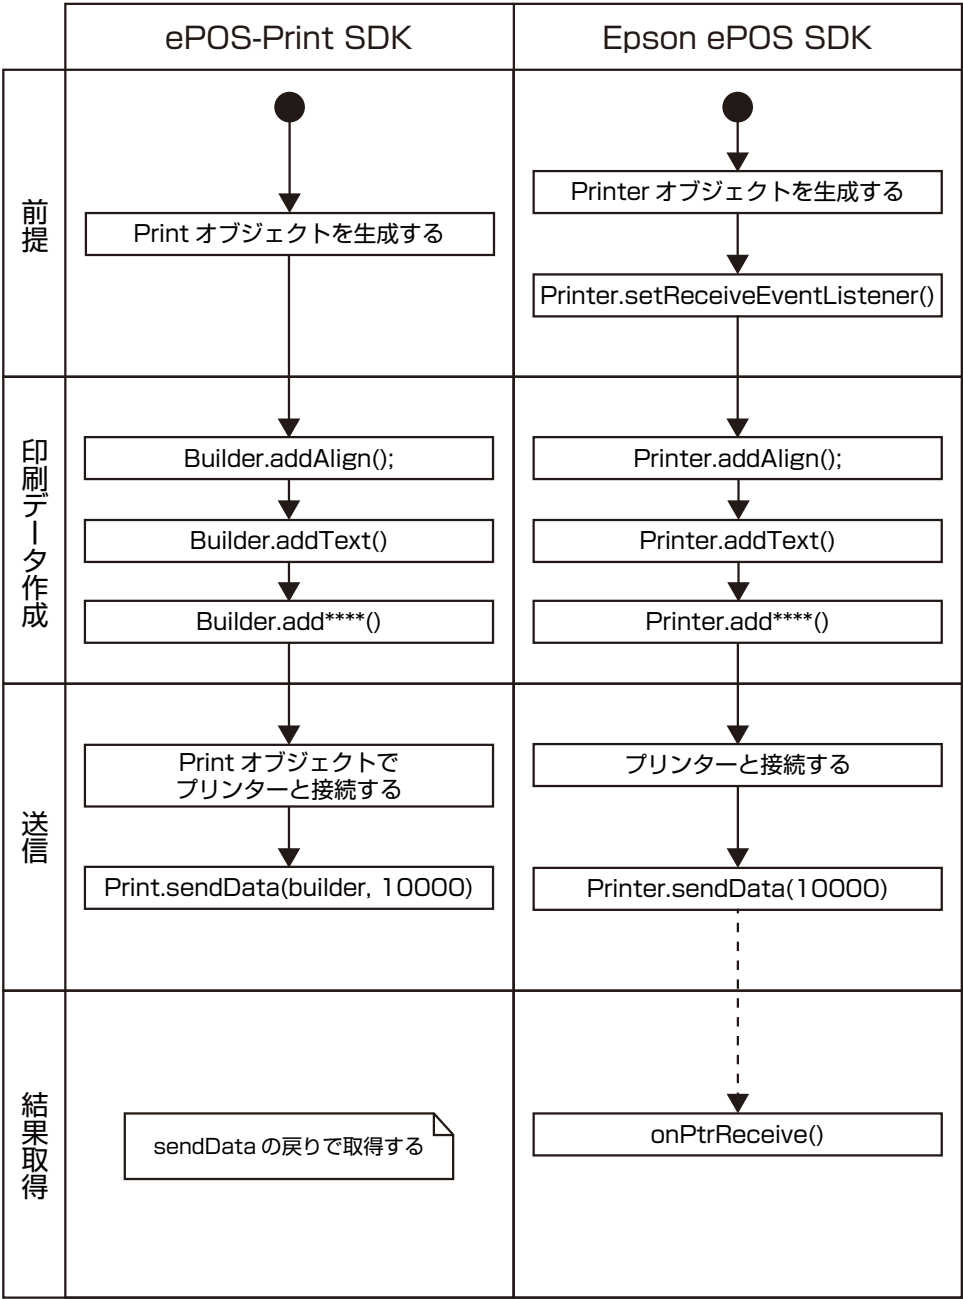 ePOS-Print SDK
Epson ePOS SDK
前提
Print オブジェクトを生成する
Printer オブジェクトを生成する
Printer.setReceiveEventListener()
印刷データ作成
Builder.addAlign();
Builder.addText()
Builder.add****()
Printer.addAlign();
Printer.addText()
Printer.add****()
送信
Print オブジェクトで
プリンターと接続する
Print.sendData(builder, 10000)
プリンターと接続する
Printer.sendData(10000)
結果取得
sendData の戻りで取得する
onPtrReceive()